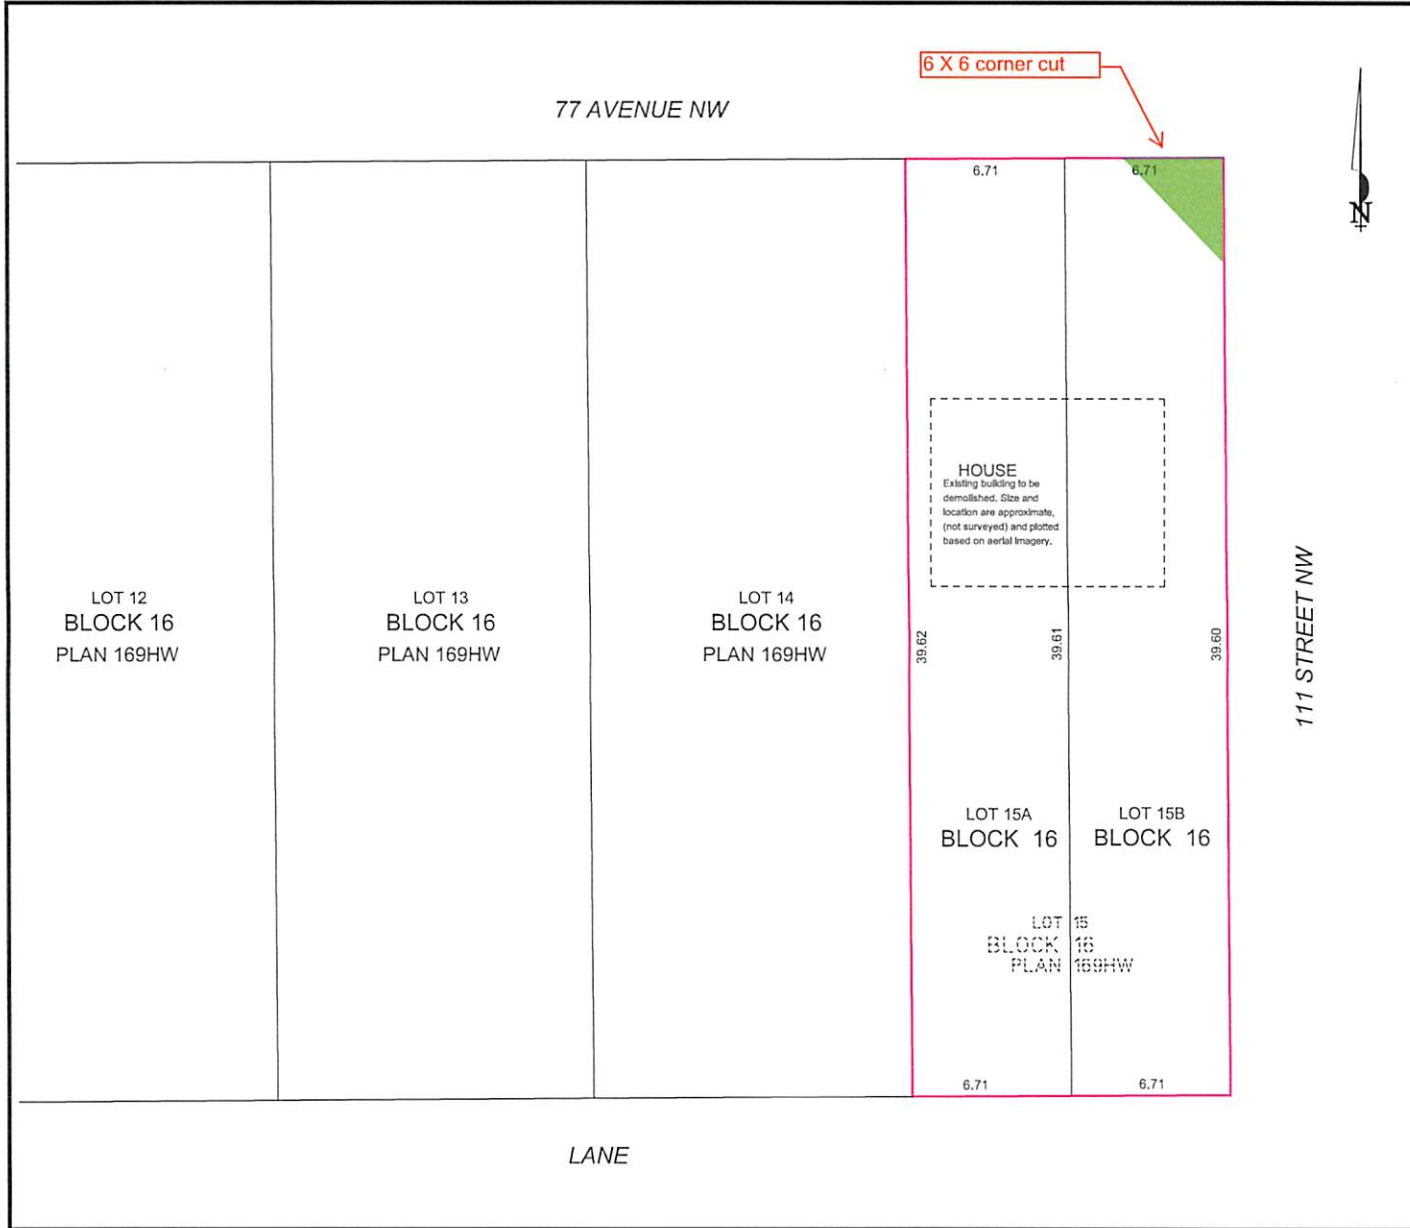 6 X 6 corner cut
77 AVENUE NW
N
6.71
6.71
HOUSE
Existing building to be
demolished. Size and
location are approximate,
(not surveyed) and plotted
based on aerial imagery.
LOT 12
BLOCK 16
PLAN 169HW
LOT 13
BLOCK 16
PLAN 169HW
LOT 14
BLOCK 16
PLAN 169HW
39.62
39.61
39.60
111 STREET NW
LOT 15A
BLOCK 16
LOT 15B
BLOCK 16
LOT 15
BLOCK 16
PLAN 169HW
6.71
6.71
LANE